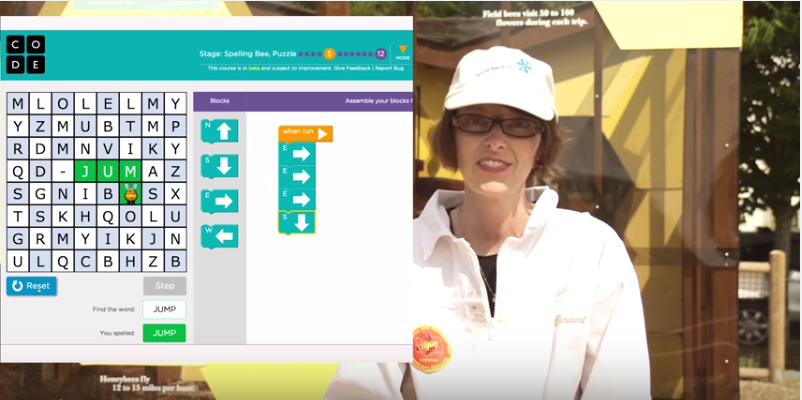 Field bees visit 50 to 100
flowers during each trip.
C O
D E
Stage: Spelling Bee, Puzzle 5 12
MORE
This course is in beta and subject to improvement. Give Feedback | Report Bug
Blocks
Assemble your blocks
M L O L E L M Y
Y Z M U B T M P
R D M N V I K Y
Q D - J U M A Z
S G N I B S X
T S K H Q O L U
G R M Y I K J N
U L Q C B H Z B
N
S
E
W
when run
E
E
E
S
Reset
Step
Find the word: JUMP
You spelled: JUMP
Honeybees fly
12 to 15 miles per hour.